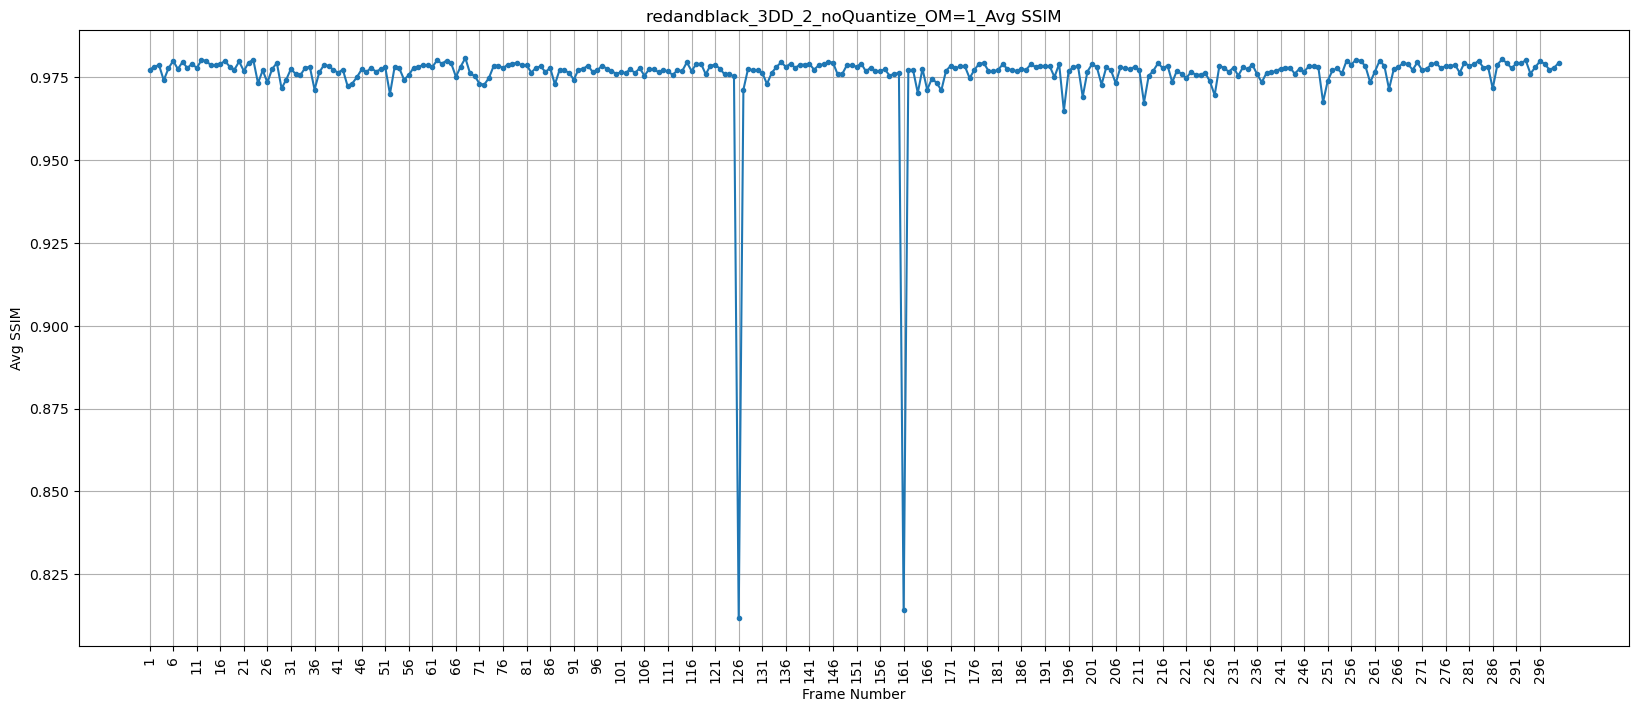 redandblack_3DD_2_noQuantize_OM=1_Avg SSIM
0.975
0.950
0.925
0.900
0.875
0.850
0.825
Avg SSIM
1 6 11 16 21 26 31 36 41 46 51 56 61 66 71 76 81 86 91 96 101 106 111 116 121 126 131 136 141 146 151 156 161 166 171 176 181 186 191 196 201 206 211 216 221 226 231 236 241 246 251 256 261 266 271 276 281 286 291 296
Frame Number